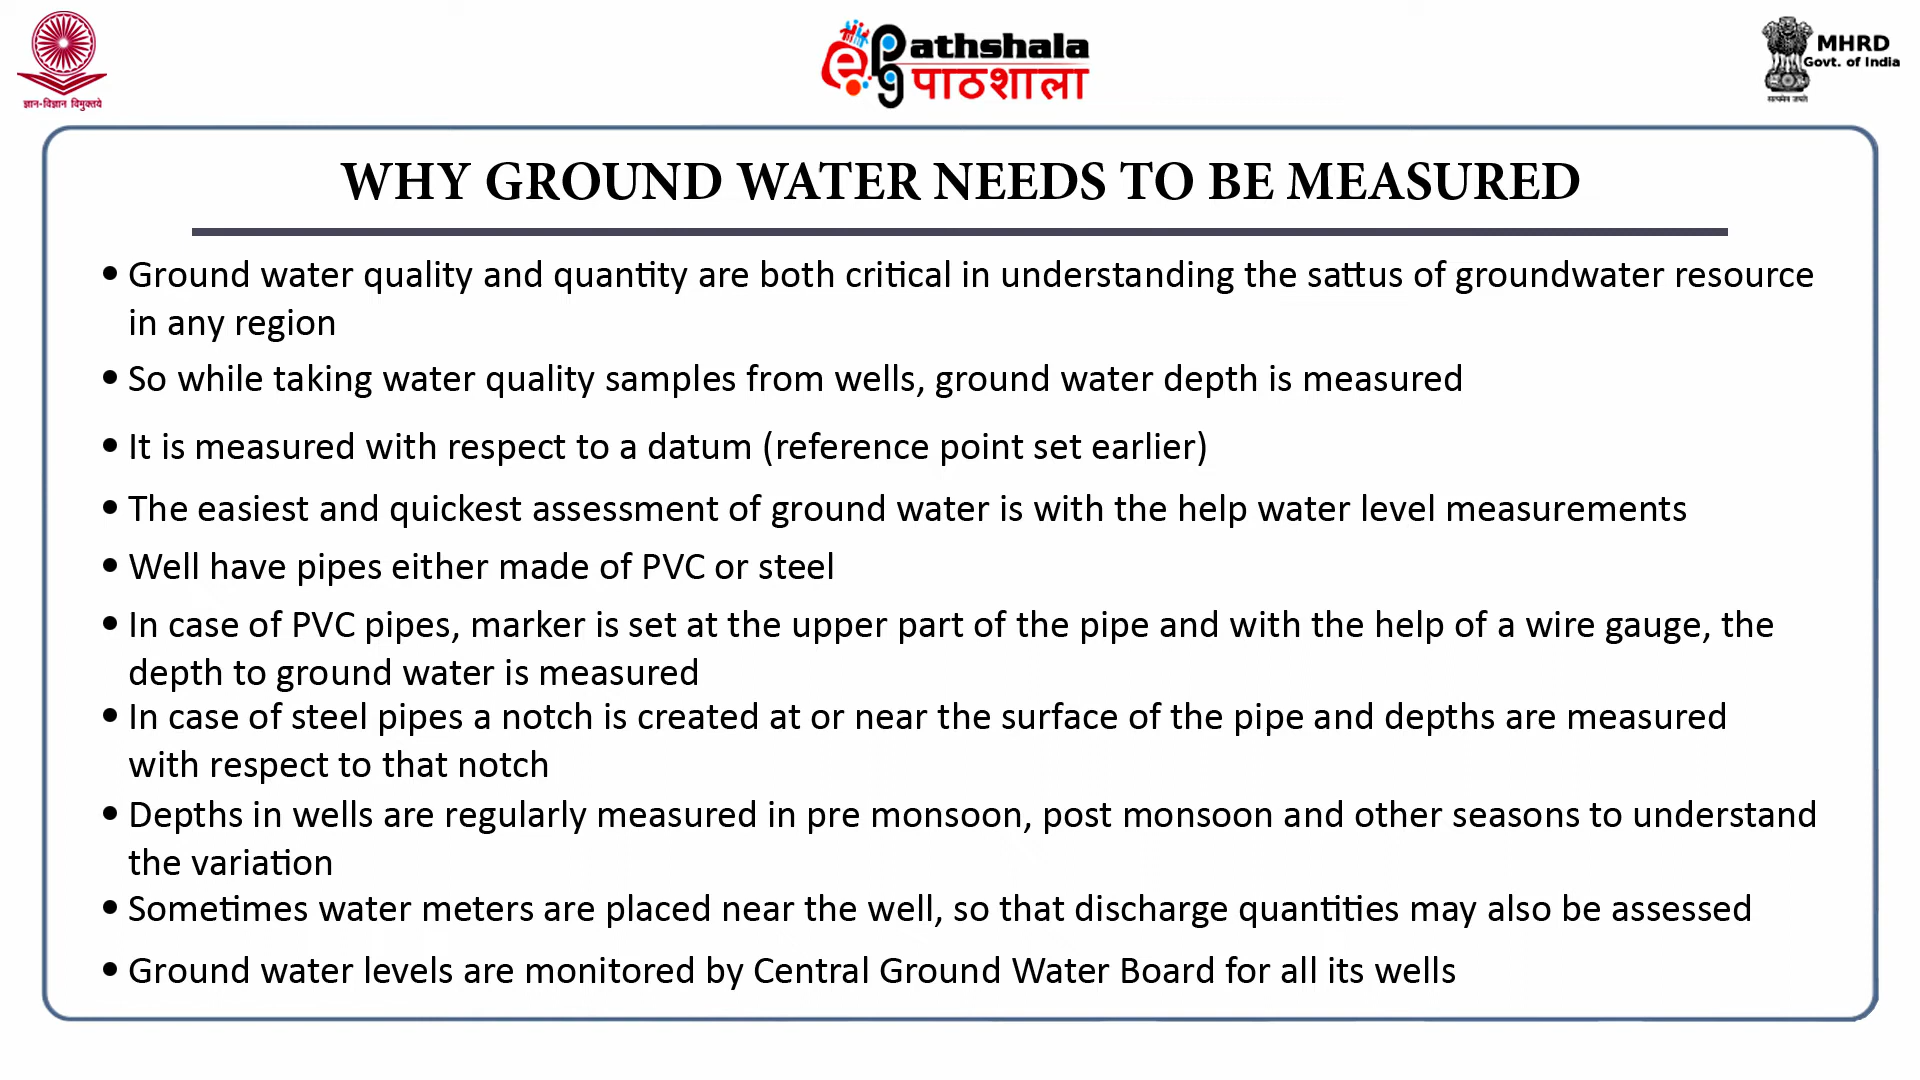 ज्ञान-विज्ञान विमुक्तये
ePg Pathshala
पाठशाला
MHRD
Govt. of India
सत्यमेव जयते
WHY GROUND WATER NEEDS TO BE MEASURED
• Ground water quality and quantity are both critical in understanding the sattus of groundwater resource
in any region
• So while taking water quality samples from wells, ground water depth is measured
• It is measured with respect to a datum (reference point set earlier)
• The easiest and quickest assessment of ground water is with the help water level measurements
• Well have pipes either made of PVC or steel
• In case of PVC pipes, marker is set at the upper part of the pipe and with the help of a wire gauge, the
depth to ground water is measured
• In case of steel pipes a notch is created at or near the surface of the pipe and depths are measured
with respect to that notch
• Depths in wells are regularly measured in pre monsoon, post monsoon and other seasons to understand
the variation
• Sometimes water meters are placed near the well, so that discharge quantities may also be assessed
• Ground water levels are monitored by Central Ground Water Board for all its wells